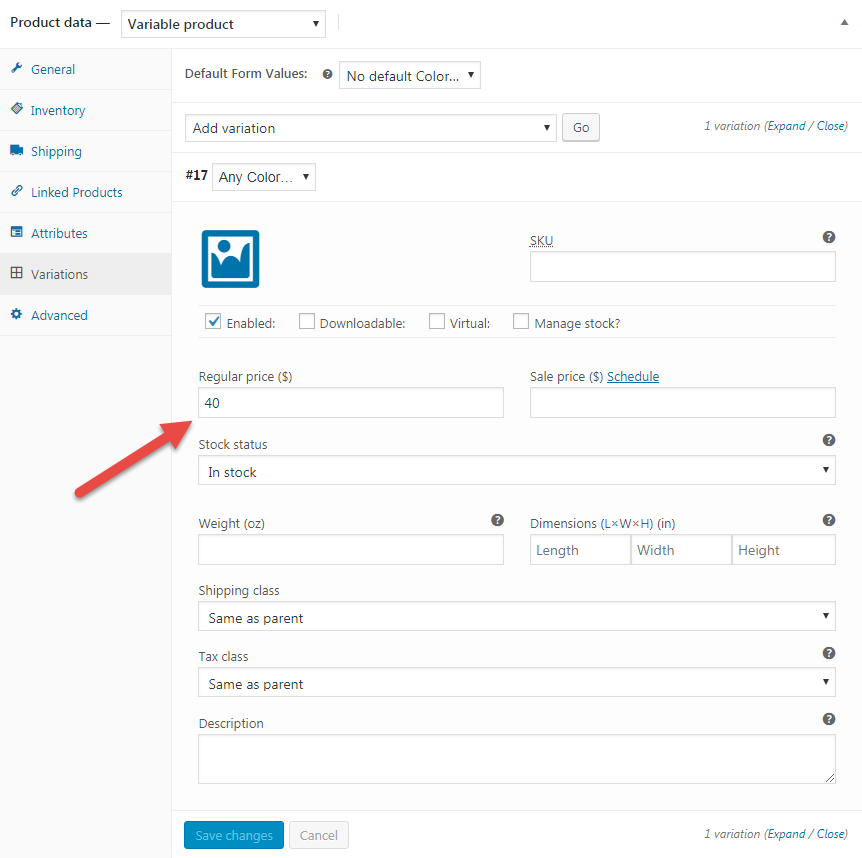 Product data — Variable product
General
Inventory
Shipping
Linked Products
Attributes
Variations
Advanced
Default Form Values: ? No default Color...
Add variation Go 1 variation (Expand / Close)
#17 Any Color...
SKU ?
Enabled: Downloadable: Virtual: Manage stock?
Regular price ($) Sale price ($) Schedule
40
Stock status ?
In stock
Weight (oz) ? Dimensions (L×W×H) (in) ?
Length Width Height
Shipping class
Same as parent
Tax class ?
Same as parent
Description ?
Save changes Cancel 1 variation (Expand / Close)